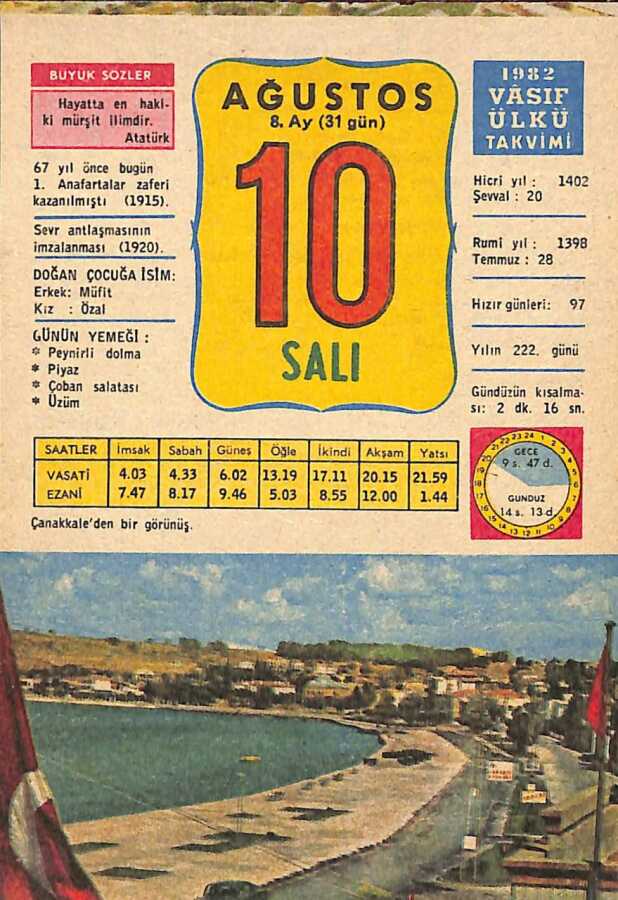 BÜYÜK SÖZLER
Hayatta en haki-
ki mürşit ilimdir.
Atatürk
67 yıl önce bugün
1. Anafartalar zaferi
kazanılmıştı (1915).
Sevr antlaşmasının
imzalanması (1920).
DOĞAN ÇOCUĞA İSİM:
Erkek: Müfit
Kız : Özal
GÜNÜN YEMEĞİ :
* Peynirli dolma
* Piyaz
* Çoban salatası
* Üzüm
AĞUSTOS
8. Ay (31 gün)
10
SALI
1982
VÂSIF
ÜLKÜ
TAKVİMİ
Hicri yıl : 1402
Şevval : 20
Rumi yıl : 1398
Temmuz : 28
Hızır günleri: 97
Yılın 222. günü
Gündüzün kısalma-
sı: 2 dk. 16 sn.
SAATLER İmsak Sabah Güneş Öğle İkindi Akşam Yatsı
VASATİ 4.03 4.33 6.02 13.19 17.11 20.15 21.59
EZANİ 7.47 8.17 9.46 5.03 8.55 12.00 1.44
GECE
9 s. 47 d.
GÜNDÜZ
14 s. 13 d.
Çanakkale'den bir görünüş.